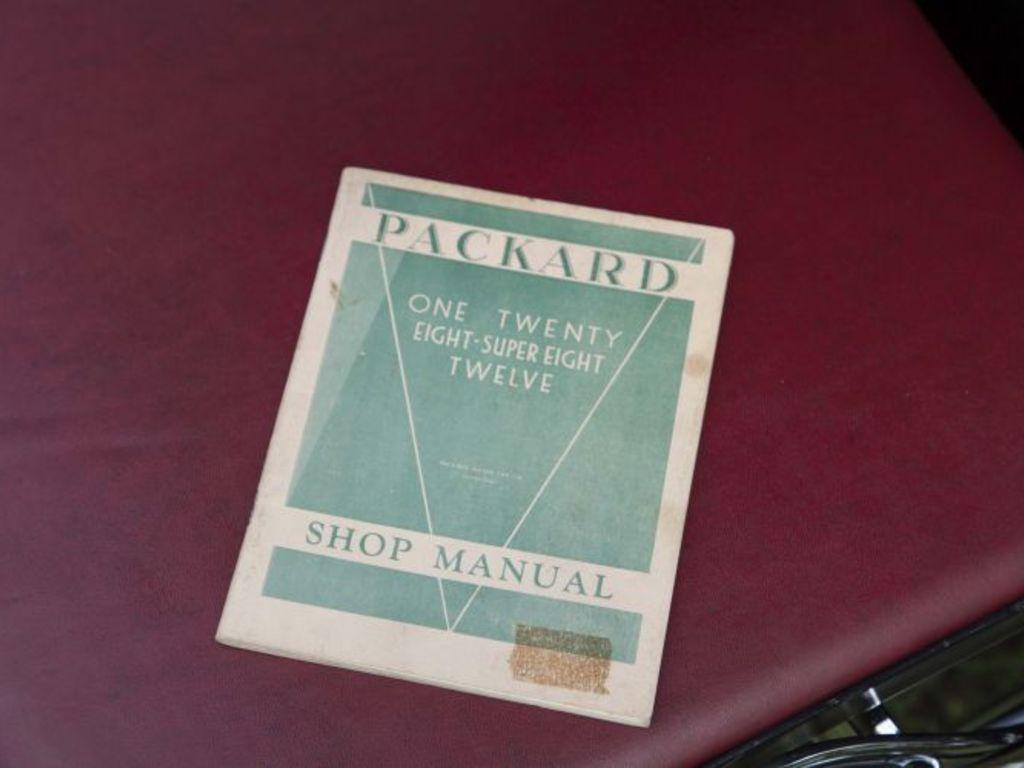 PACKARD
ONE TWENTY
EIGHT-SUPER EIGHT
TWELVE
SHOP MANUAL